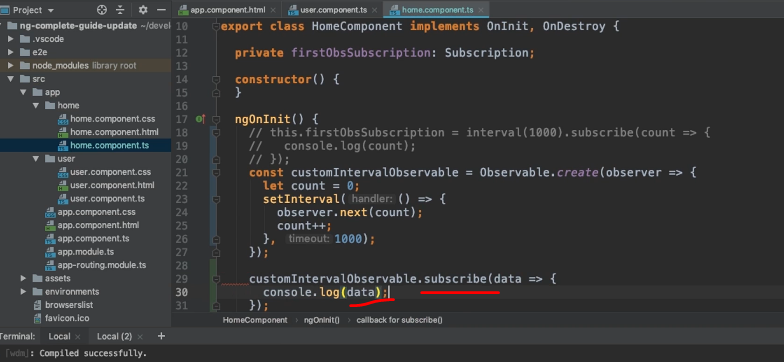 Project
app.component.html
user.component.ts
home.component.ts
ng-complete-guide-update ~/devel
.vscode
e2e
node_modules library root
src
app
home
home.component.css
home.component.html
home.component.ts
user
user.component.css
user.component.html
user.component.ts
app.component.css
app.component.html
app.component.ts
app.module.ts
app-routing.module.ts
assets
environments
browserslist
favicon.ico
10 export class HomeComponent implements OnInit, OnDestroy {
11
12 private firstObsSubscription: Subscription;
13
14 constructor() {
15 }
16
17 ngOnInit() {
18 // this.firstObsSubscription = interval(1000).subscribe(count => {
19 //   console.log(count);
20 // });
21 const customIntervalObservable = Observable.create(observer => {
22 let count = 0;
23 setInterval( handler: () => {
24 observer.next(count);
25 count++;
26 }, timeout: 1000);
27 });
28
29 customIntervalObservable.subscribe(data => {
30 console.log(data);
31 });
HomeComponent › ngOnInit() › callback for subscribe()
Terminal: Local × Local (2) × +
｢wdm｣: Compiled successfully.